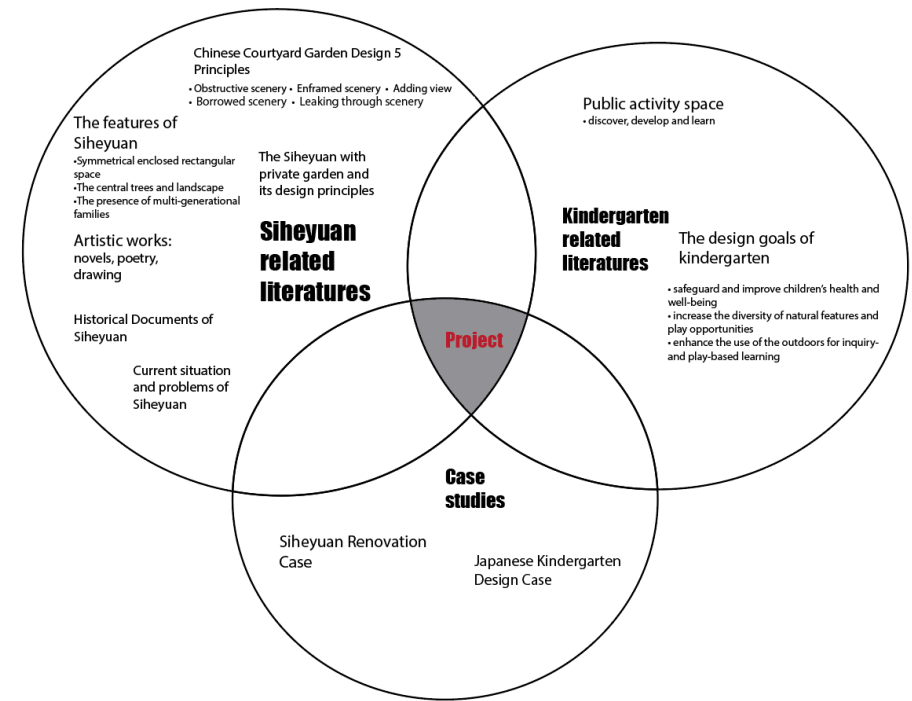 Chinese Courtyard Garden Design 5
Principles
• Obstructive scenery • Enframed scenery • Adding view
• Borrowed scenery • Leaking through scenery
The features of
Siheyuan
•Symmetrical enclosed rectangular
space
•The central trees and landscape
•The presence of multi-generational
families
The Siheyuan with
private garden and
its design principles
Siheyuan
related
literatures
Artistic works:
novels, poetry,
drawing
Historical Documents of
Siheyuan
Current situation
and problems of
Siheyuan
Public activity space
• discover, develop and learn
Kindergarten
related
literatures
The design goals of
kindergarten
• safeguard and improve children's health and
well-being
• increase the diversity of natural features and
play opportunities
• enhance the use of the outdoors for inquiry-
and play-based learning
Project
Case
studies
Siheyuan Renovation
Case
Japanese Kindergarten
Design Case